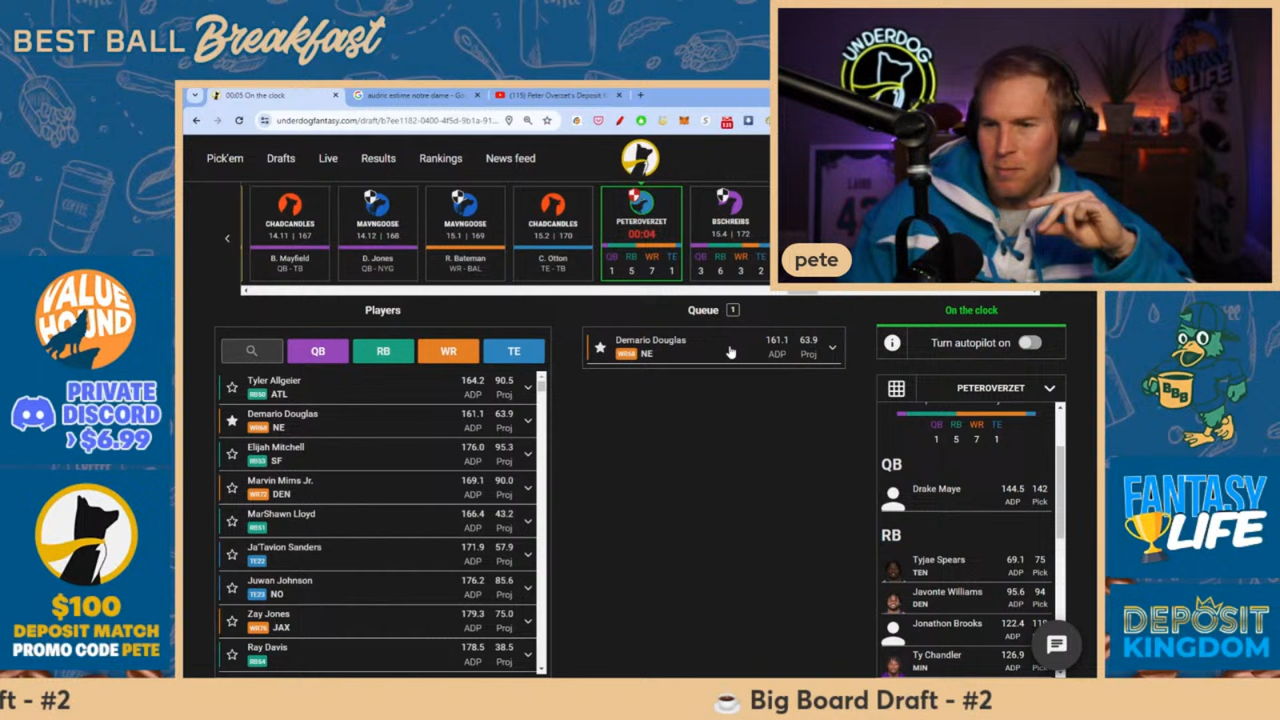 BEST BALL Breakfast
VALUE HOUND
PRIVATE DISCORD
> $6.99
$100
DEPOSIT MATCH
PROMO CODE PETE
00:05 On the clock
audric estime notre dame - Go
(115) Peter Overzet's Deposit
underdogfantasy.com/draft/b7ee1182-0400-4f5d-9b1a-91...
Pick'em
Drafts
Live
Results
Rankings
News feed
CHADCANDLES
14.11 | 167
B. Mayfield
QB - TB
MAVNGOOSE
14.12 | 168
D. Jones
QB - NYG
MAVNGOOSE
15.1 | 169
R. Bateman
WR - BAL
CHADCANDLES
15.2 | 170
C. Otton
TE - TB
PETEROVERZET
00:04
QB RB WR TE
1 5 7 1
BSCHREIBS
15.4 | 172
QB RB WR TE
3 6 3 2
UNDERDOG
LIFE
pete
Players
QB
RB
WR
TE
Tyler Allgeier 164.2 90.5
RB50 ATL ADP Proj
Demario Douglas 161.1 63.9
NE ADP Proj
Elijah Mitchell 176.0 95.3
SF ADP Proj
Marvin Mims Jr. 169.1 90.0
WR72 DEN ADP Proj
MarShawn Lloyd 166.4 43.2
RB51 ADP Proj
Ja'Tavion Sanders 171.9 57.9
TE22 ADP Proj
Juwan Johnson 176.2 85.6
TE23 NO ADP Proj
Zay Jones 179.3 75.0
JAX ADP Proj
Ray Davis 178.5 38.5
RB54 ADP Proj
Queue 1
Demario Douglas 161.1 63.9
NE ADP Proj
On the clock
Turn autopilot on
PETEROVERZET
QB RB WR TE
1 5 7 1
QB
Drake Maye 144.5 142
ADP Pick
RB
Tyjae Spears 69.1 75
TEN ADP Pick
Javonte Williams 95.6 94
DEN ADP Pick
Jonathon Brooks 122.4
ADP Pick
Ty Chandler 126.9
MIN ADP Pick
BBB
FANTASY LIFE
DEPOSIT KINGDOM
ft - #2
Big Board Draft - #2